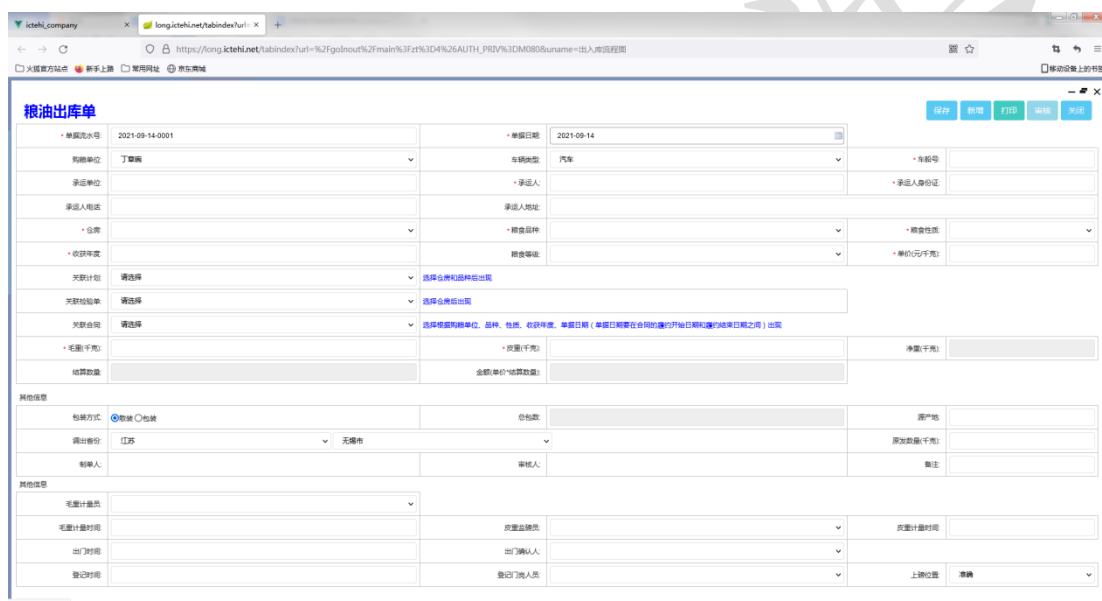 ictehi_company × long.ictehi.net/tabindex?url= × +
https://long.ictehi.net/tabindex?url=%2FgoInout%2Fmain%3Fzt%3D4%26AUTH_PRIV%3DM080&uname=出入库流程图
火狐官方站点 新手上路 常用网址 京东商城 移动设备上的书签
粮油出库单 保存 新增 打印 审核 关闭
* 单据流水号: 2021-09-14-0001 * 单据日期: 2021-09-14
购粮单位: 车辆类型: 汽车 * 车船号:
承运单位: * 承运人: * 承运人身份证:
承运人电话: 承运人地址:
* 仓房: * 粮食品种: * 粮食性质:
* 收获年度: 粮食等级: * 单价(元/千克):
关联计划: 请选择 选择仓房和品种后出现
关联检验单: 请选择 选择仓房后出现
关联合同: 请选择 选择根据购粮单位、品种、性质、收获年度、单据日期(单据日期要在合同的履约开始日期和履约结束日期之间)出现
* 毛重(千克): * 皮重(千克): 净重(千克):
结算数量: 金额(单价*结算数量):
其他信息
包装方式: 散装 包装 总包数: 源产地:
调出省份: 江苏 无锡市 原发数量(千克):
制单人: 审核人: 备注:
其他信息
毛重计量员:
毛重计量时间: 皮重监磅员: 皮重计量时间:
出门时间: 出门确认人:
登记时间: 登记门岗人员: 上磅位置: 准确